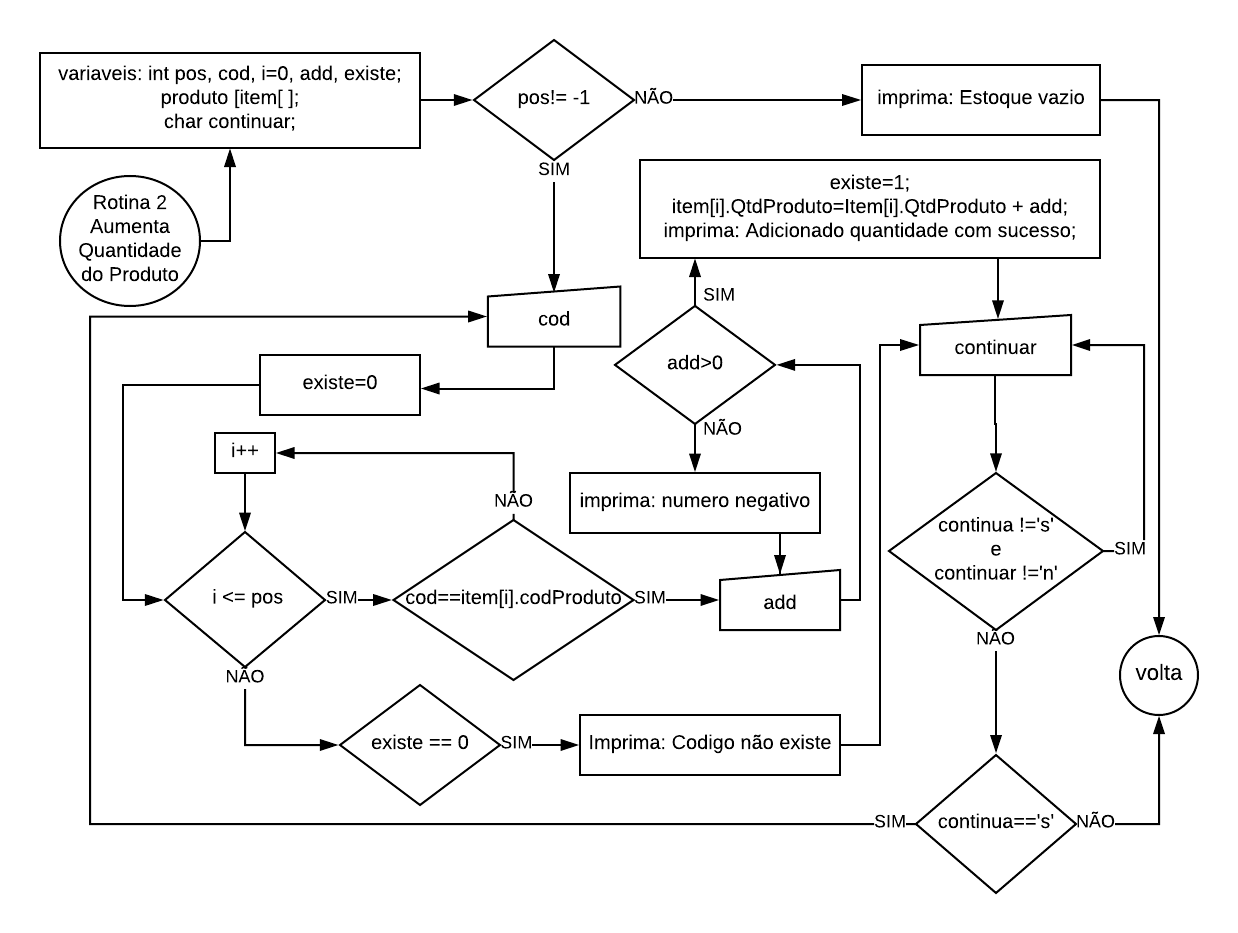 variaveis: int pos, cod, i=0, add, existe;
produto [item[ ];
char continuar;
pos!= -1
NÃO
imprima: Estoque vazio
SIM
Rotina 2
Aumenta
Quantidade
do Produto
existe=1;
item[i].QtdProduto=Item[i].QtdProduto + add;
imprima: Adicionado quantidade com sucesso;
SIM
cod
add>0
continuar
existe=0
NÃO
i++
NÃO
imprima: numero negativo
continua !='s'
e
continuar !='n'
SIM
i <= pos
SIM
cod==item[i].codProduto
SIM
add
NÃO
NÃO
volta
existe == 0
SIM
Imprima: Codigo não existe
SIM
continua=='s'
NÃO